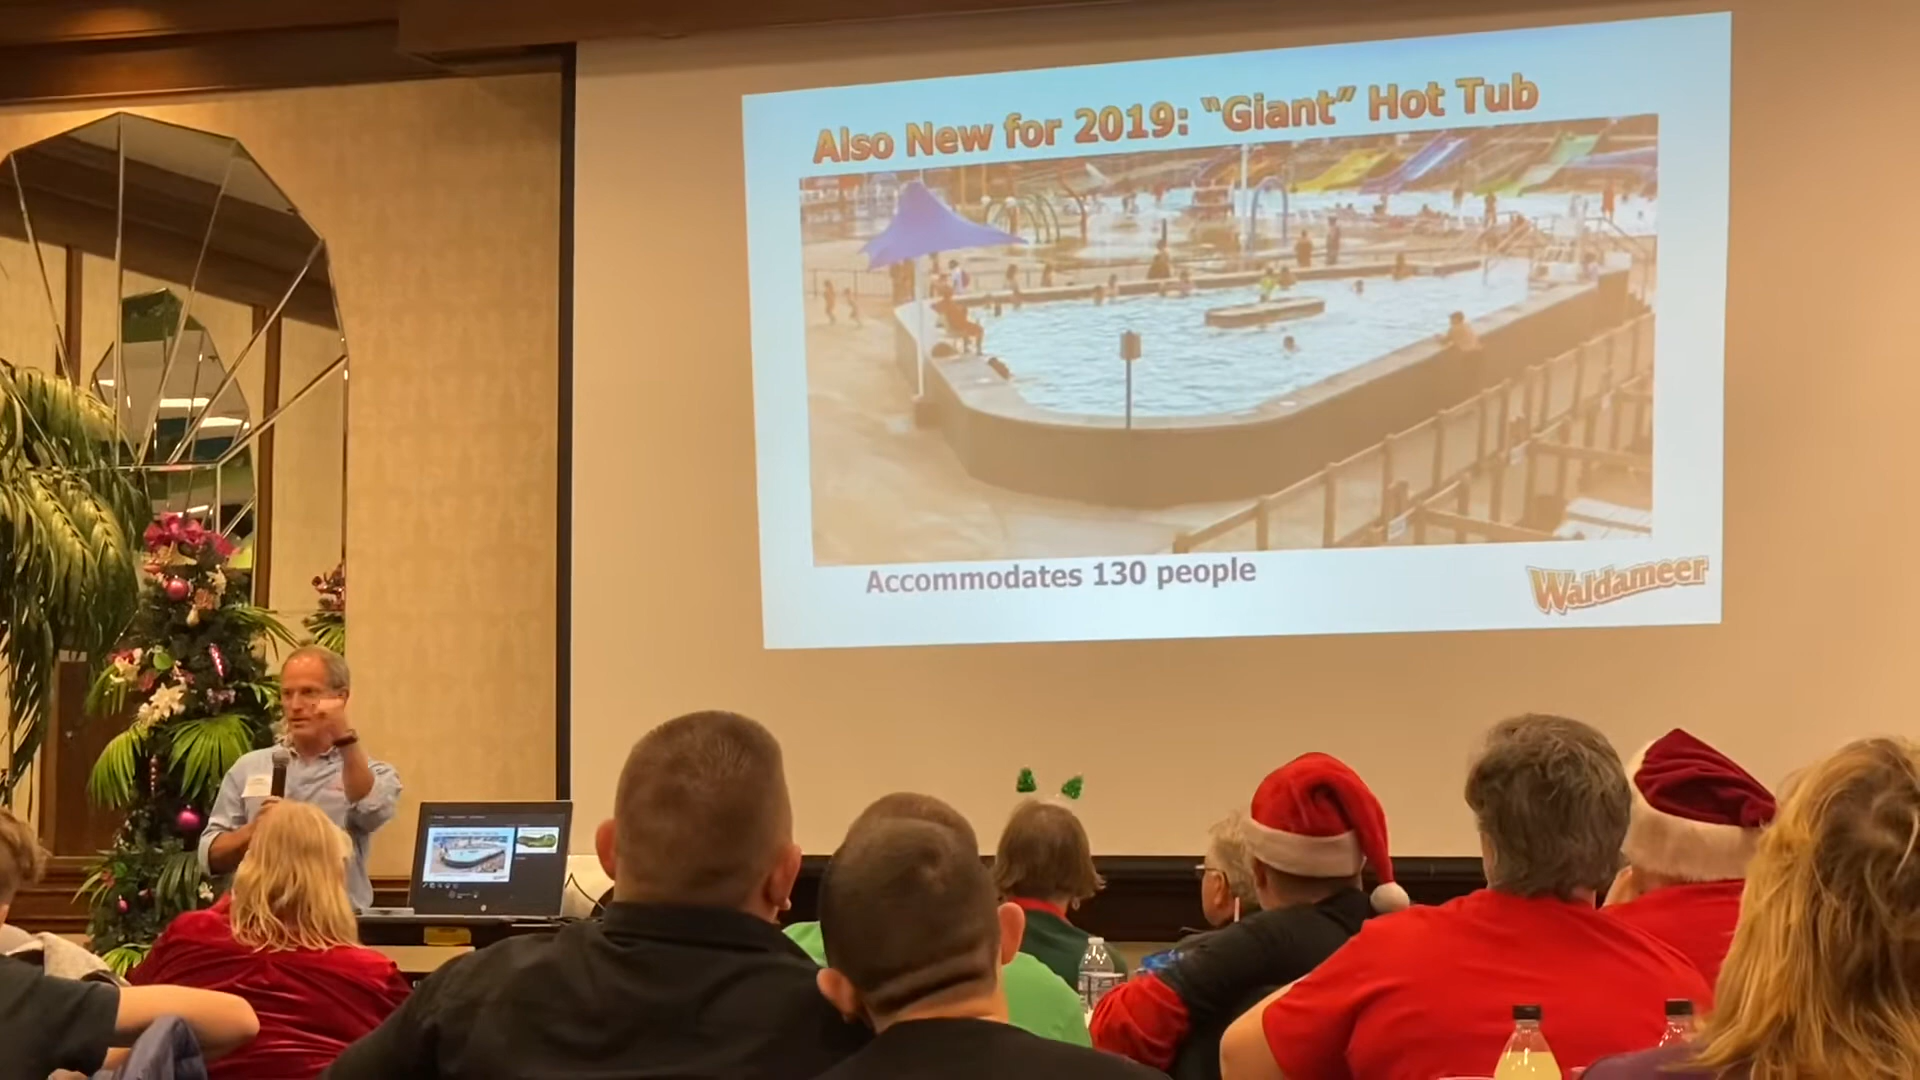 Also New for 2019: “Giant” Hot Tub
Accommodates 130 people
Waldameer